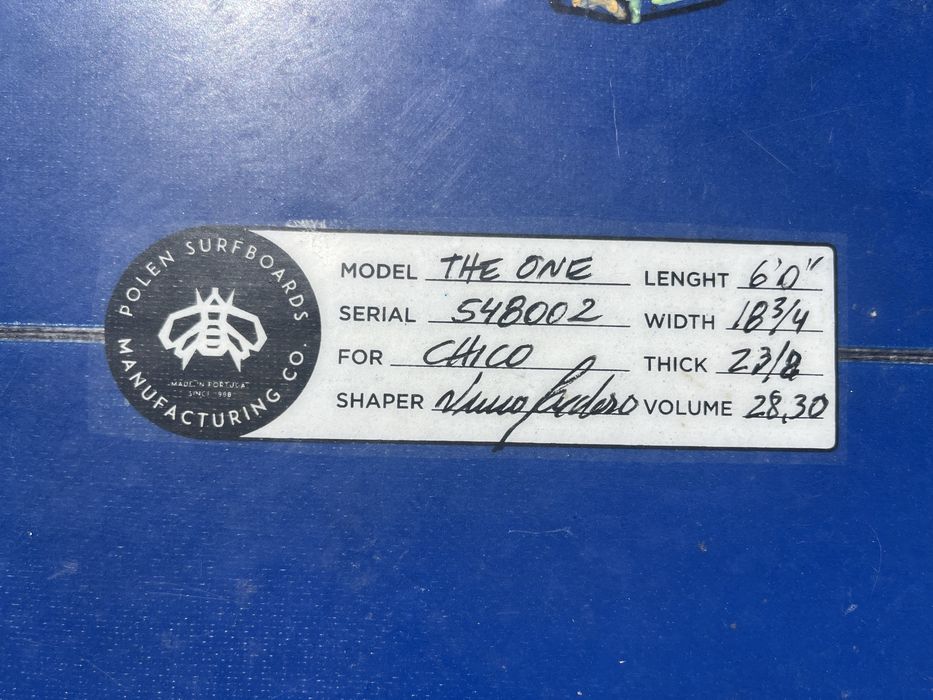 POLEN SURFBOARDS
MANUFACTURING CO.
MADE IN PORTUGAL
SINCE 1988
MODEL THE ONE LENGHT 6'0"
SERIAL 548002 WIDTH 18 3/4
FOR CHICO THICK 2 3/8
SHAPER VOLUME 28,30